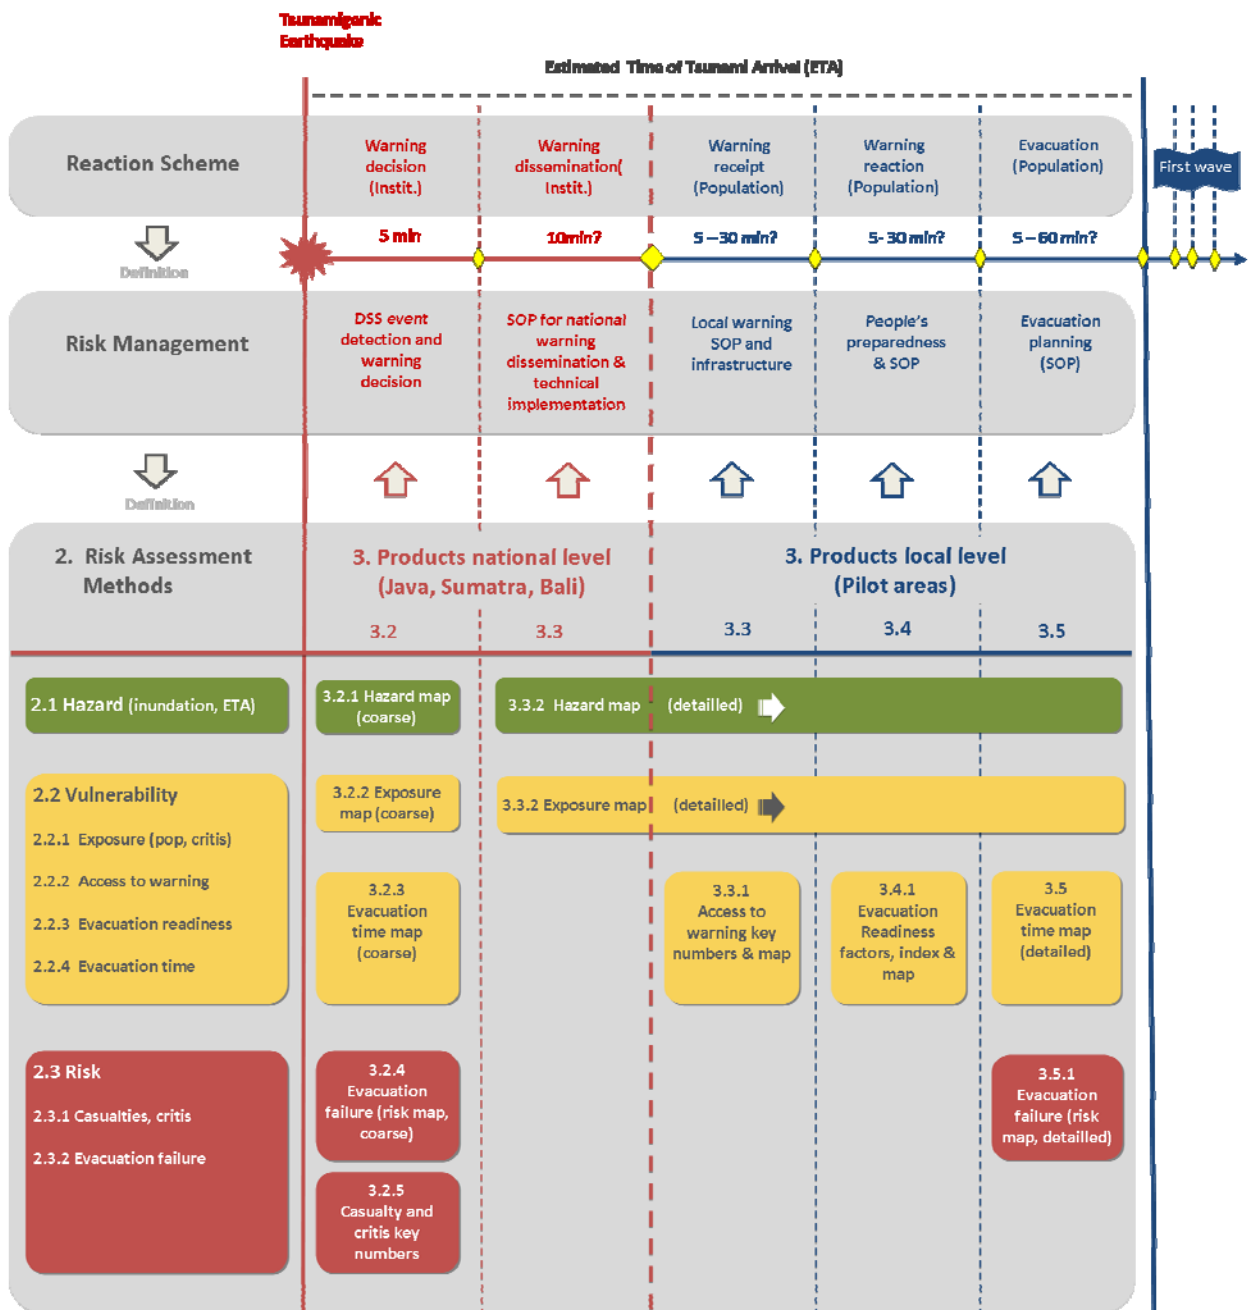 Tsunamigenic
Earthquake
Estimated Time of Tsunami Arrival (ETA)
Reaction Scheme
Warning
decision
(Instit.)
Warning
dissemination(
Instit.)
Warning
receipt
(Population)
Warning
reaction
(Population)
Evacuation
(Population)
First wave
Definition
5 min
10min?
5 – 30 min?
5- 30 min?
5 – 60 min?
Risk Management
DSS event
detection and
warning
decision
SOP for national
warning
dissemination &
technical
implementation
Local warning
SOP and
infrastructure
People's
preparedness
& SOP
Evacuation
planning
(SOP)
Definition
2. Risk Assessment
Methods
3. Products national level
(Java, Sumatra, Bali)
3. Products local level
(Pilot areas)
3.2
3.3
3.3
3.4
3.5
2.1 Hazard (inundation, ETA)
3.2.1 Hazard map
(coarse)
3.3.2 Hazard map (detailled)
2.2 Vulnerability
2.2.1 Exposure (pop, critis)
2.2.2 Access to warning
2.2.3 Evacuation readiness
2.2.4 Evacuation time
3.2.2 Exposure
map (coarse)
3.3.2 Exposure map (detailled)
3.2.3
Evacuation
time map
(coarse)
3.3.1
Access to
warning key
numbers & map
3.4.1
Evacuation
Readiness
factors, index &
map
3.5
Evacuation
time map
(detailed)
2.3 Risk
2.3.1 Casualties, critis
2.3.2 Evacuation failure
3.2.4
Evacuation
failure (risk map,
coarse)
3.5.1
Evacuation
failure (risk
map, detailled)
3.2.5
Casualty and
critis key
numbers